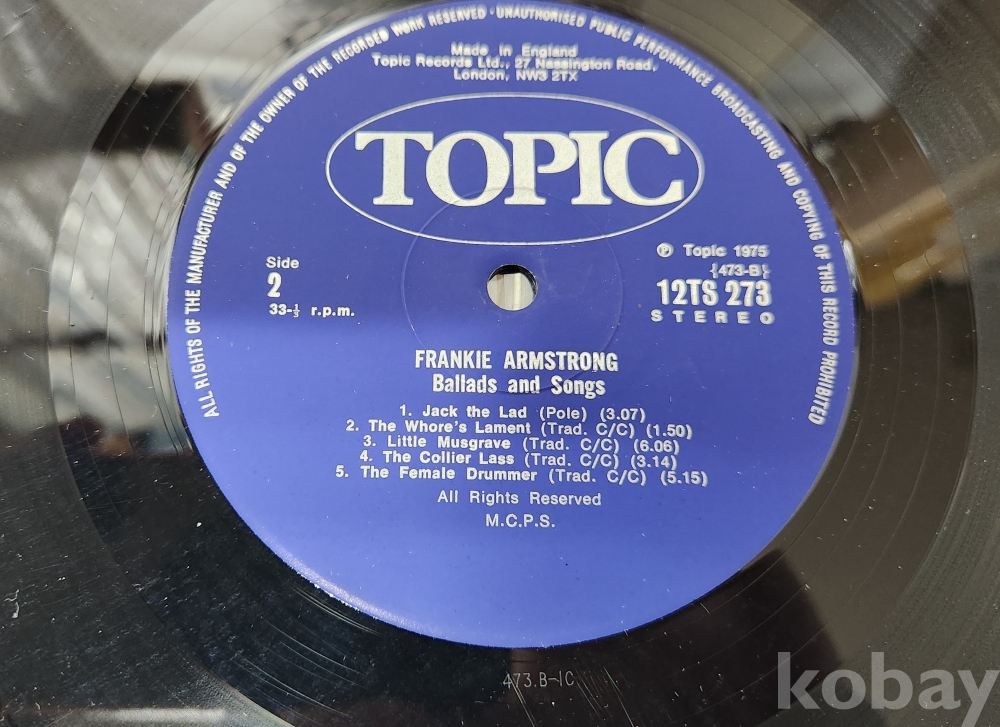 ALL RIGHTS OF THE MANUFACTURER AND OF THE OWNER OF THE RECORDED WORK RESERVED · UNAUTHORISED PUBLIC PERFORMANCE BROADCASTING AND COPYING OF THIS RECORD PROHIBITED
Made in England
Topic Records Ltd., 27 Nassington Road,
London, NW3 2TX
TOPIC
Ⓟ Topic 1975
{473-B}
12TS 273
STEREO
Side
2
33-⅓ r.p.m.
FRANKIE ARMSTRONG
Ballads and Songs
1. Jack the Lad (Pole) (3.07)
2. The Whore's Lament (Trad. C/C) (1.50)
3. Little Musgrave (Trad. C/C) (6.06)
4. The Collier Lass (Trad. C/C) (3.14)
5. The Female Drummer (Trad. C/C) (5.15)
All Rights Reserved
M.C.P.S.
473.B-1C
kobay